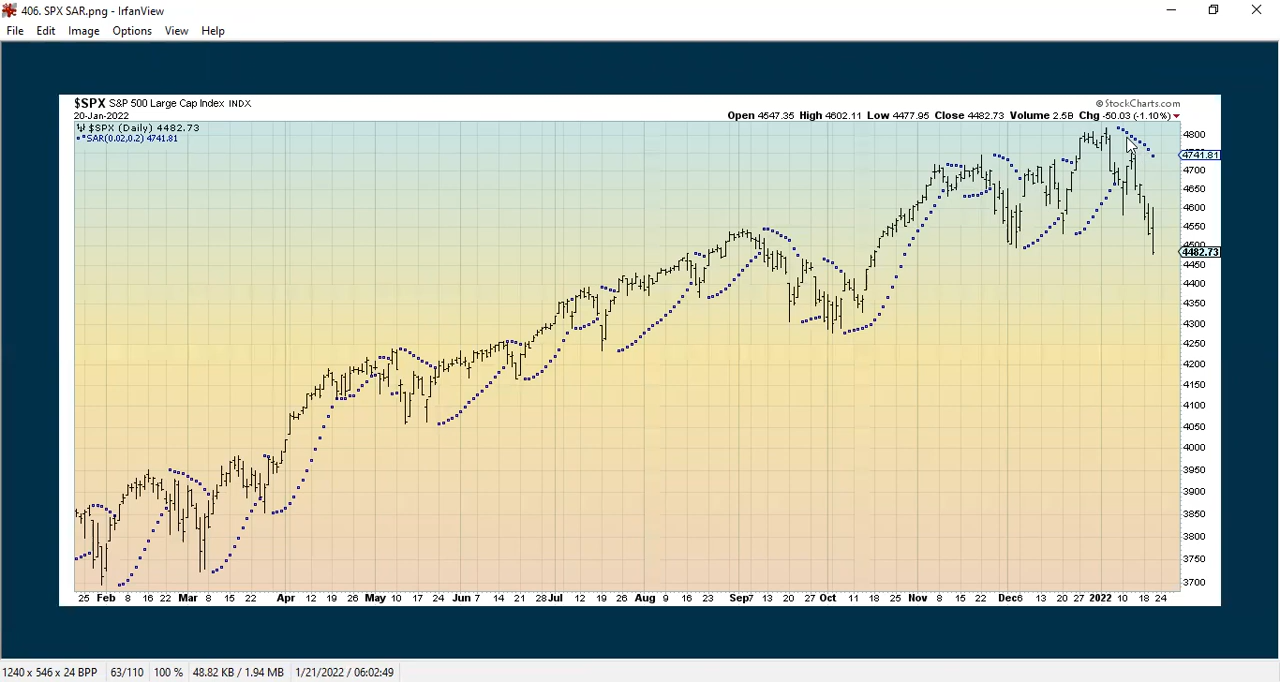 406. SPX SAR.png - IrfanView
File Edit Image Options View Help
$SPX S&P 500 Large Cap Index INDX
© StockCharts.com
20-Jan-2022
Open 4547.35 High 4602.11 Low 4477.95 Close 4482.73 Volume 2.5B Chg -50.03 (-1.10%)
$SPX (Daily) 4482.73
SAR(0.02,0.2) 4741.81
4800
4741.81
4700
4650
4600
4550
4500
4482.73
4450
4400
4350
4300
4250
4200
4150
4100
4050
4000
3950
3900
3850
3800
3750
3700
25 Feb 8 16 22 Mar 8 15 22 Apr 12 19 26 May 10 17 24 Jun 7 14 21 28 Jul 12 19 26 Aug 9 16 23 Sep 7 13 20 27 Oct 11 18 25 Nov 8 15 22 Dec 6 13 20 27 2022 10 18 24
1240 x 546 x 24 BPP 63/110 100 % 48.82 KB / 1.94 MB 1/21/2022 / 06:02:49